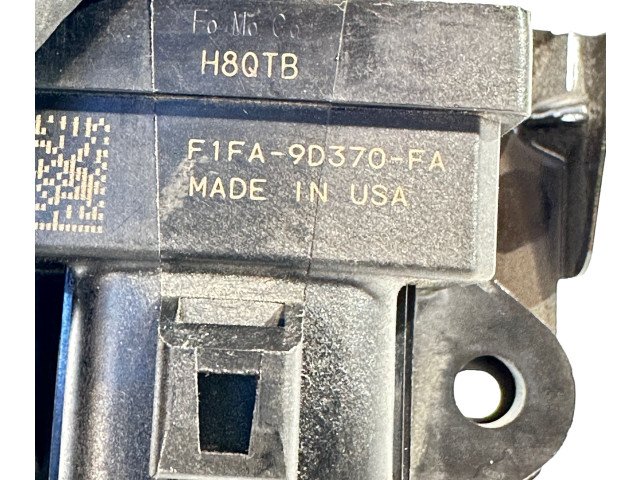 Fo Mo Co
H8QTB
F1FA-9D370-FA
MADE IN USA